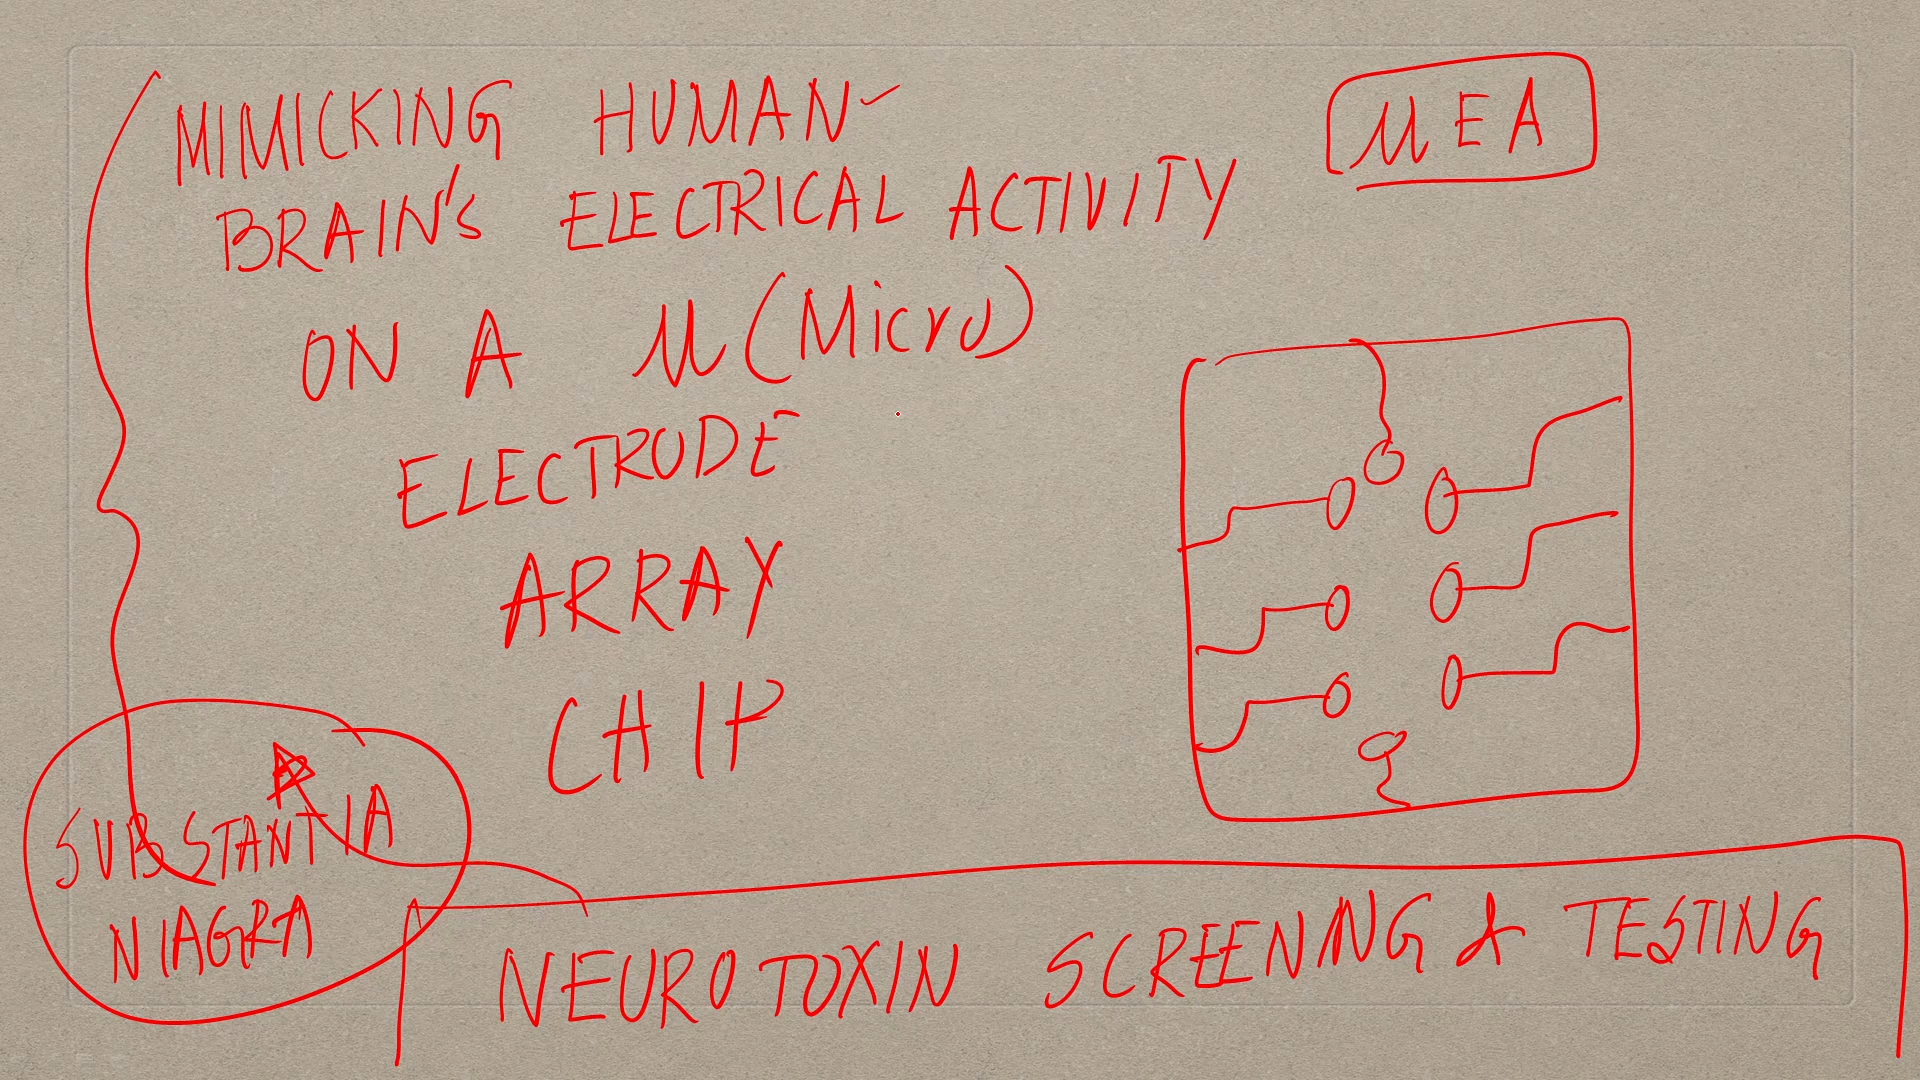 MIMICKING HUMAN
BRAIN'S ELECTRICAL ACTIVITY
ON A μ (Micro)
ELECTRODE
ARRAY
CHIP
μEA
SUBSTANTIA
NIAGRA
NEUROTOXIN SCREENING & TESTING